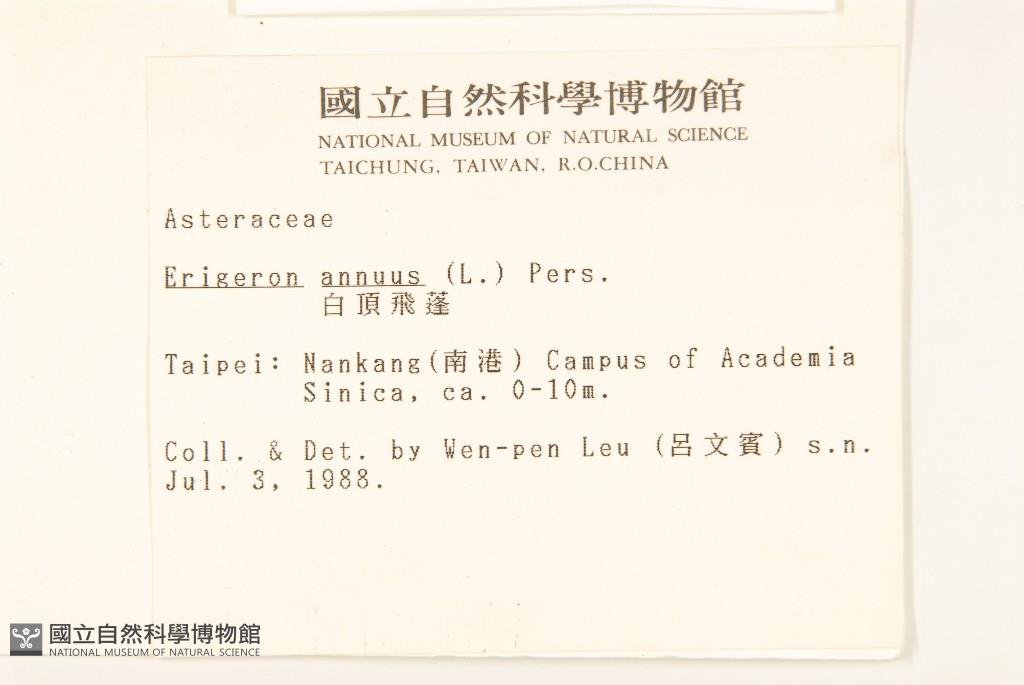 國立自然科學博物館
NATIONAL MUSEUM OF NATURAL SCIENCE
TAICHUNG, TAIWAN, R.O.CHINA
Asteraceae
Erigeron annuus (L.) Pers.
白頂飛蓬
Taipei: Nankang(南港) Campus of Academia
Sinica, ca. 0-10m.
Coll. & Det. by Wen-pen Leu (呂文賓) s.n.
Jul. 3, 1988.
國立自然科學博物館
NATIONAL MUSEUM OF NATURAL SCIENCE